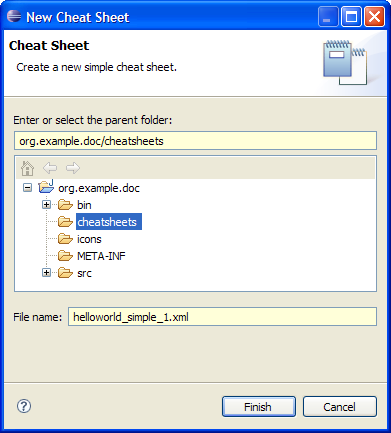 New Cheat Sheet
Cheat Sheet
Create a new simple cheat sheet.
Enter or select the parent folder:
org.example.doc/cheatsheets
org.example.doc
bin
cheatsheets
icons
META-INF
src
File name: helloworld_simple_1.xml
Finish Cancel